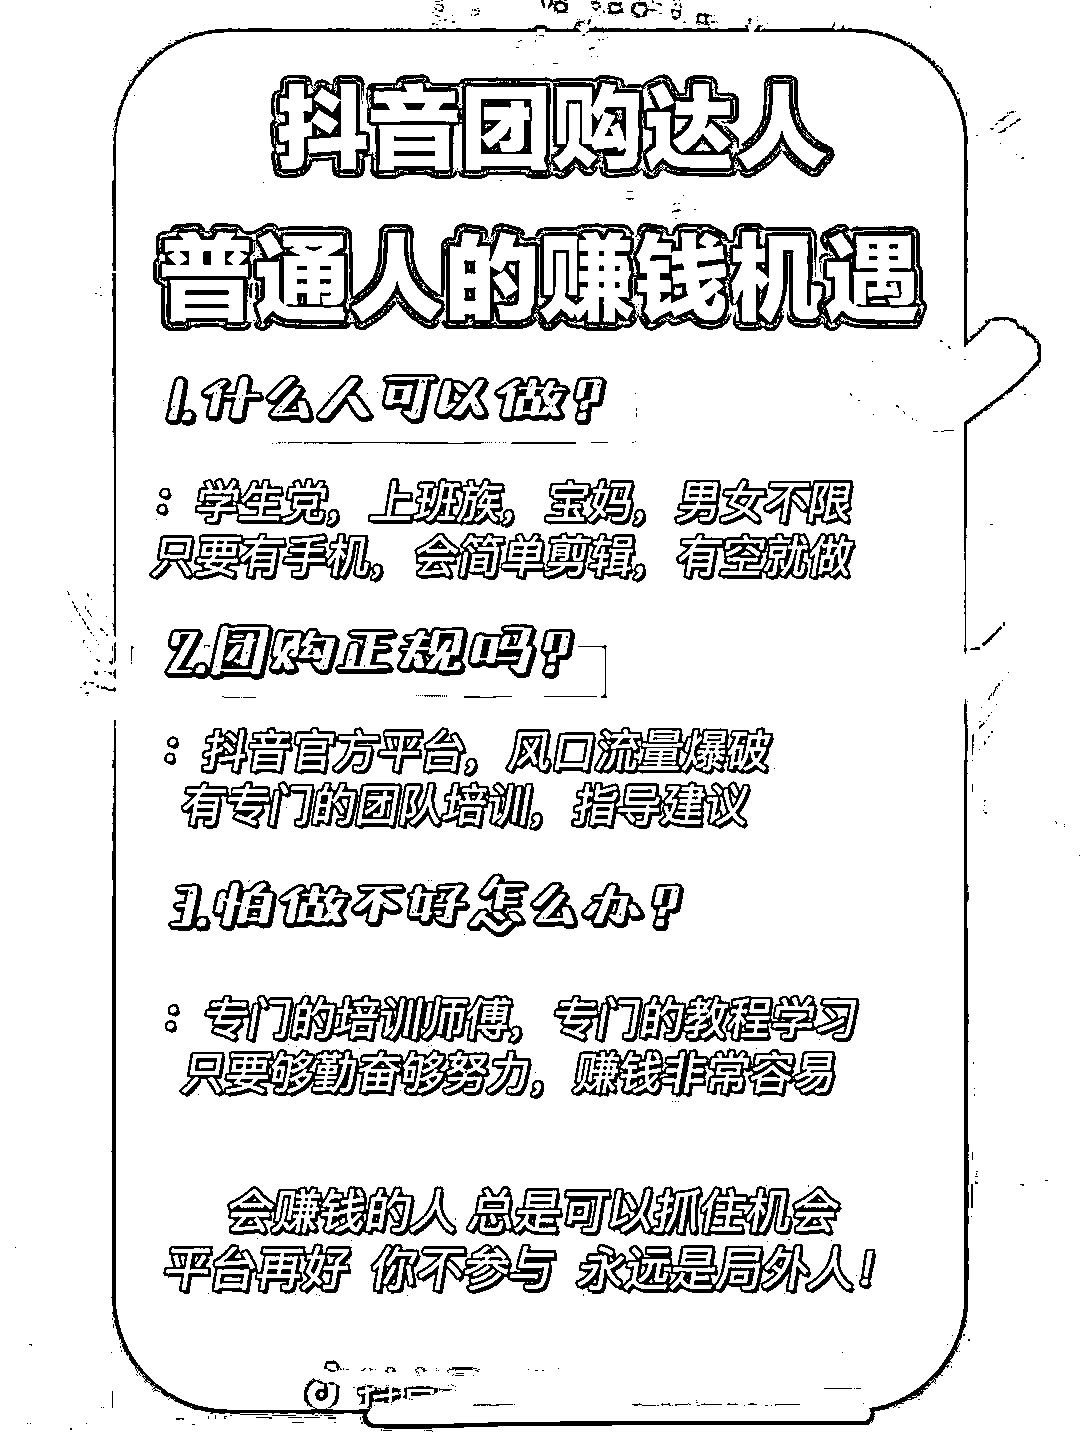 抖音团购达人
普通人的赚钱机遇
1.什么人可以做?
：学生党，上班族，宝妈，男女不限
只要有手机，会简单剪辑，有空就做
2.团购正规吗?
：抖音官方平台，风口流量爆破
有专门的团队培训，指导建议
3.怕做不好怎么办?
：专门的培训师傅，专门的教程学习
只要够勤奋够努力，赚钱非常容易
会赚钱的人 总是可以抓住机会
平台再好 你不参与 永远是局外人！